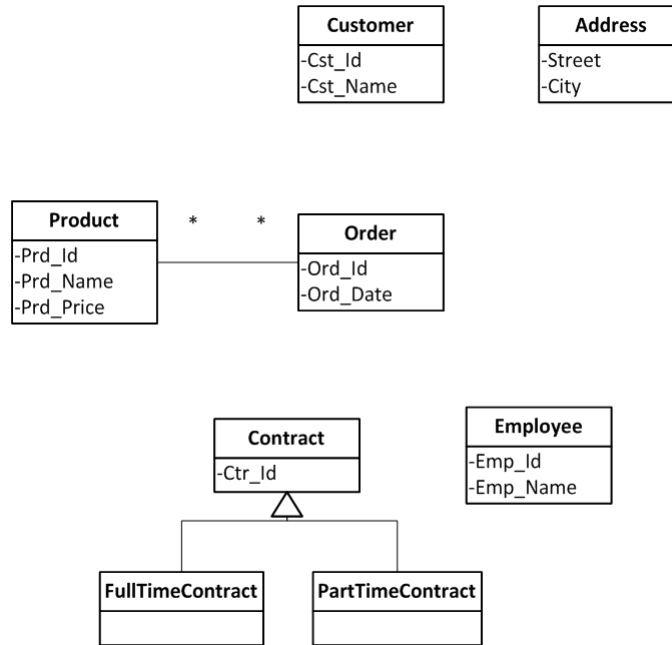 Customer
-Cst_Id
-Cst_Name
Address
-Street
-City
Product
-Prd_Id
-Prd_Name
-Prd_Price
* *
Order
-Ord_Id
-Ord_Date
Contract
-Ctr_Id
Employee
-Emp_Id
-Emp_Name
FullTimeContract
PartTimeContract